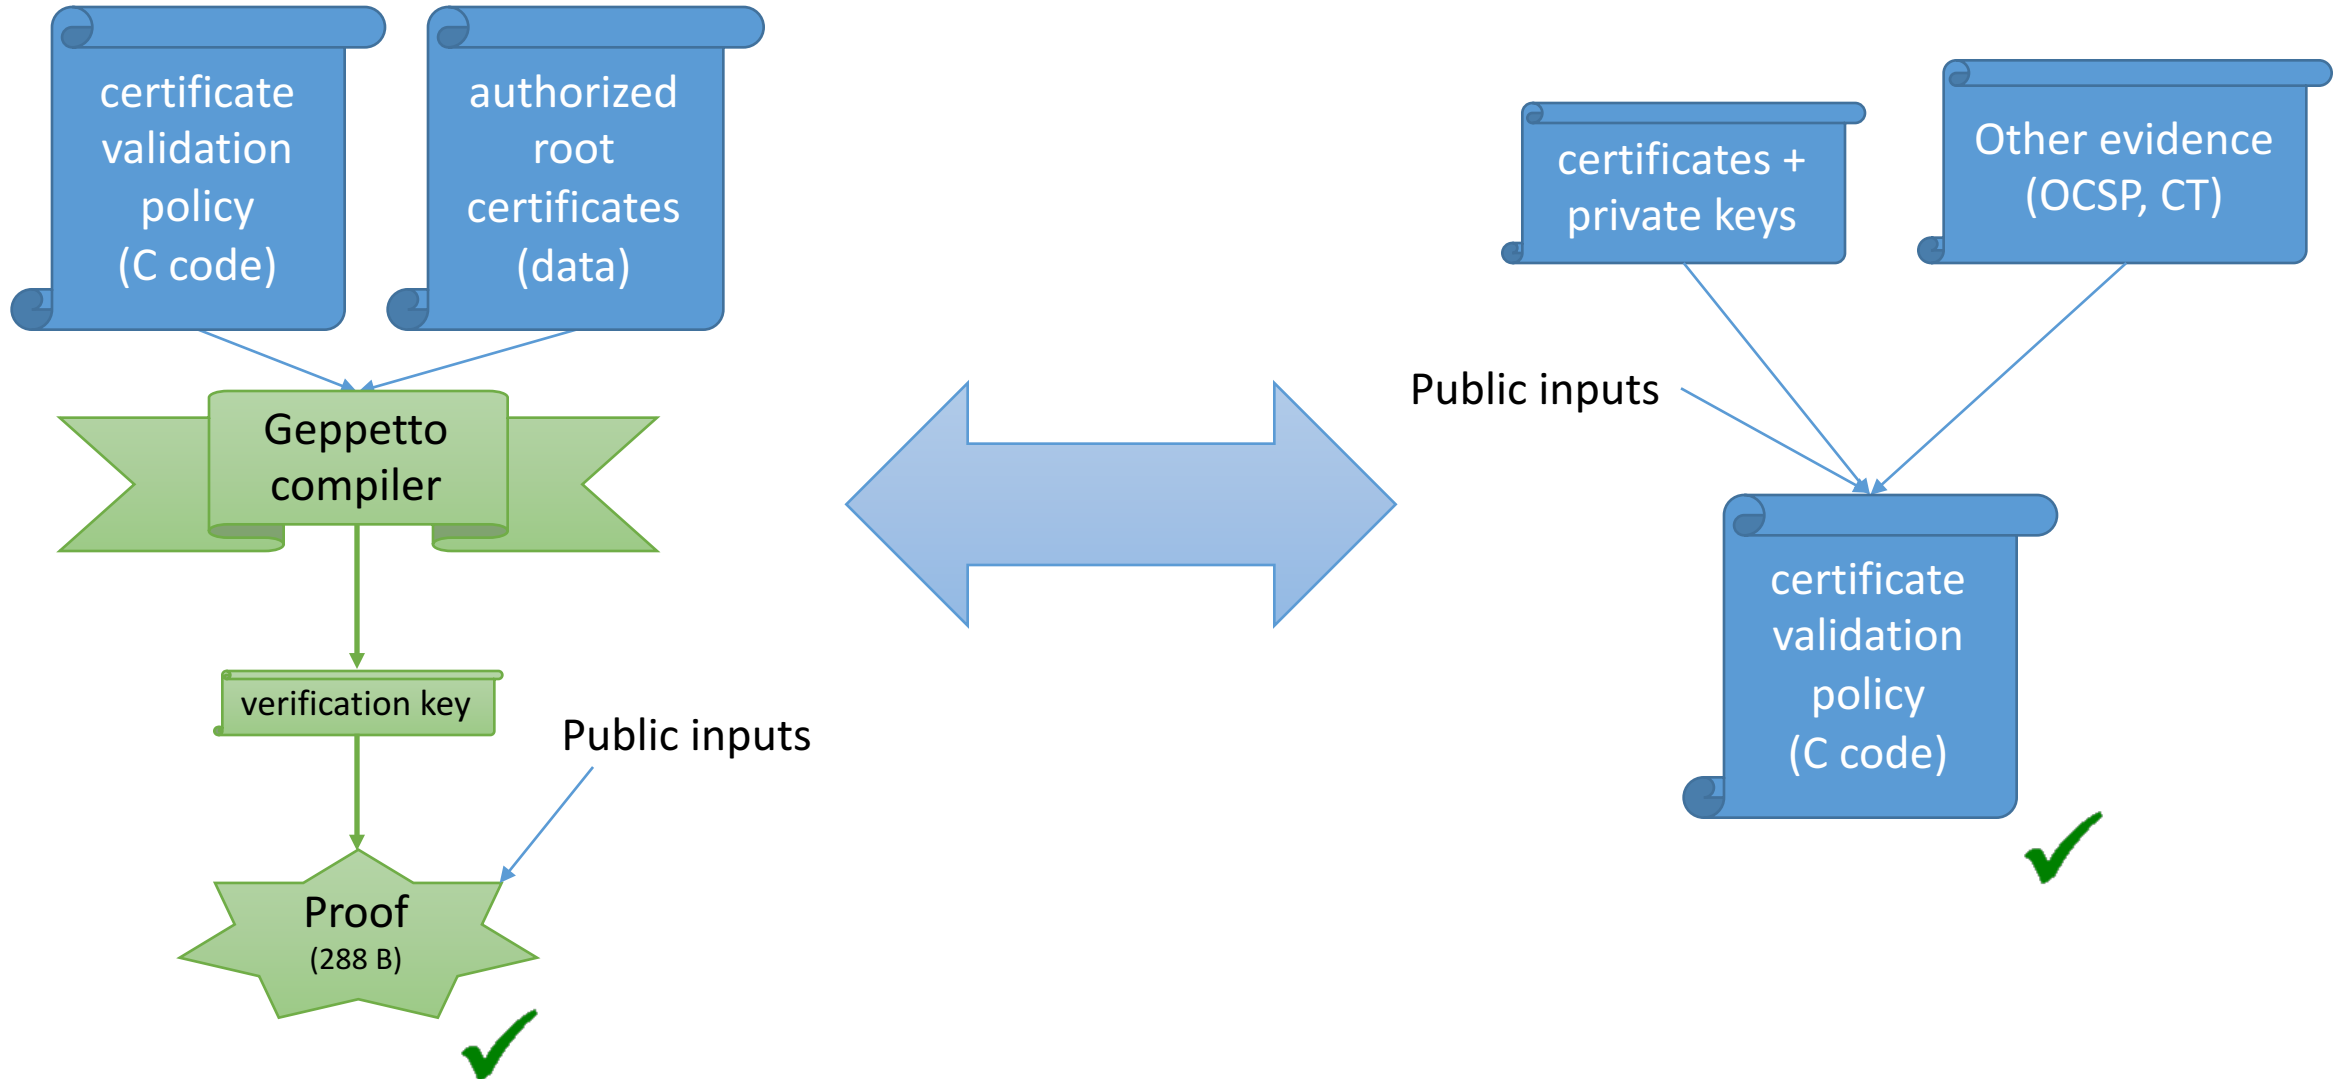 certificate
validation
policy
(C code)
authorized
root
certificates
(data)
Geppetto
compiler
verification key
Public inputs
Proof
(288 B)
certificates +
private keys
Other evidence
(OCSP, CT)
Public inputs
certificate
validation
policy
(C code)